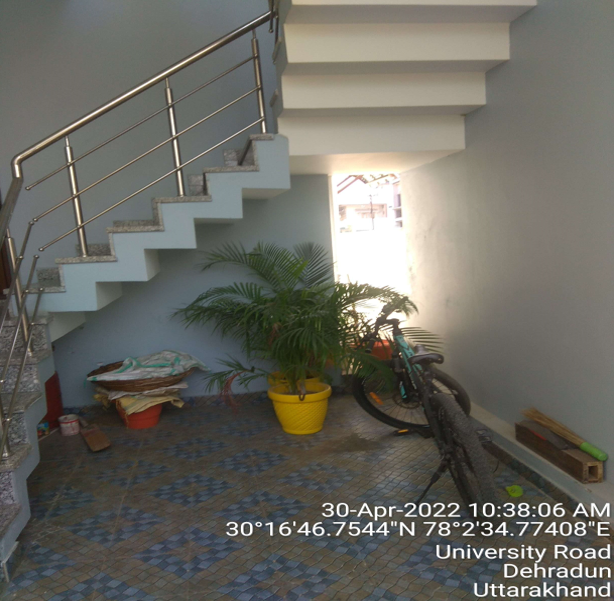 30-Apr-2022 10:38:06 AM
30°16'46.7544"N 78°2'34.77408"E
University Road
Dehradun
Uttarakhand